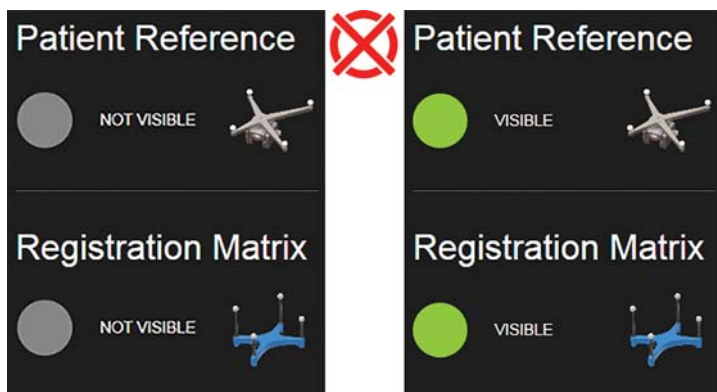 Patient Reference
NOT VISIBLE
Registration Matrix
NOT VISIBLE
Patient Reference
VISIBLE
Registration Matrix
VISIBLE